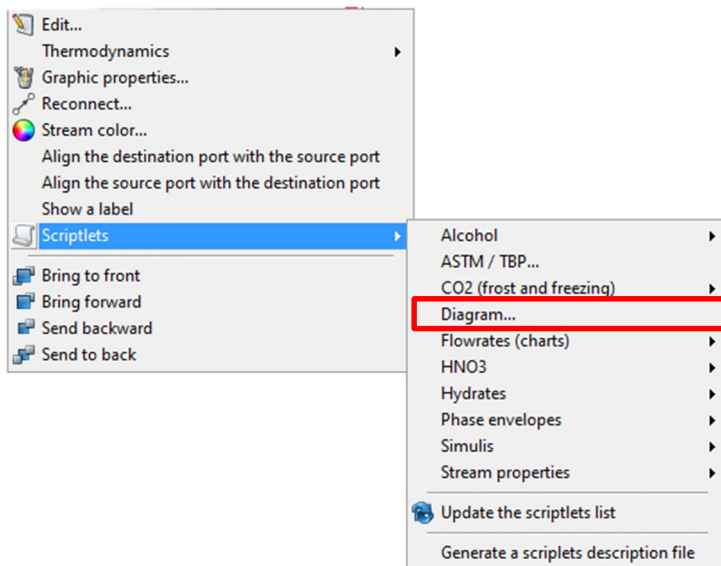 Edit...
Thermodynamics
Graphic properties...
Reconnect...
Stream color...
Align the destination port with the source port
Align the source port with the destination port
Show a label
Scriptlets
Bring to front
Bring forward
Send backward
Send to back
Alcohol
ASTM / TBP...
CO2 (frost and freezing)
Diagram...
Flowrates (charts)
HNO3
Hydrates
Phase envelopes
Simulis
Stream properties
Update the scriptlets list
Generate a scriplets description file